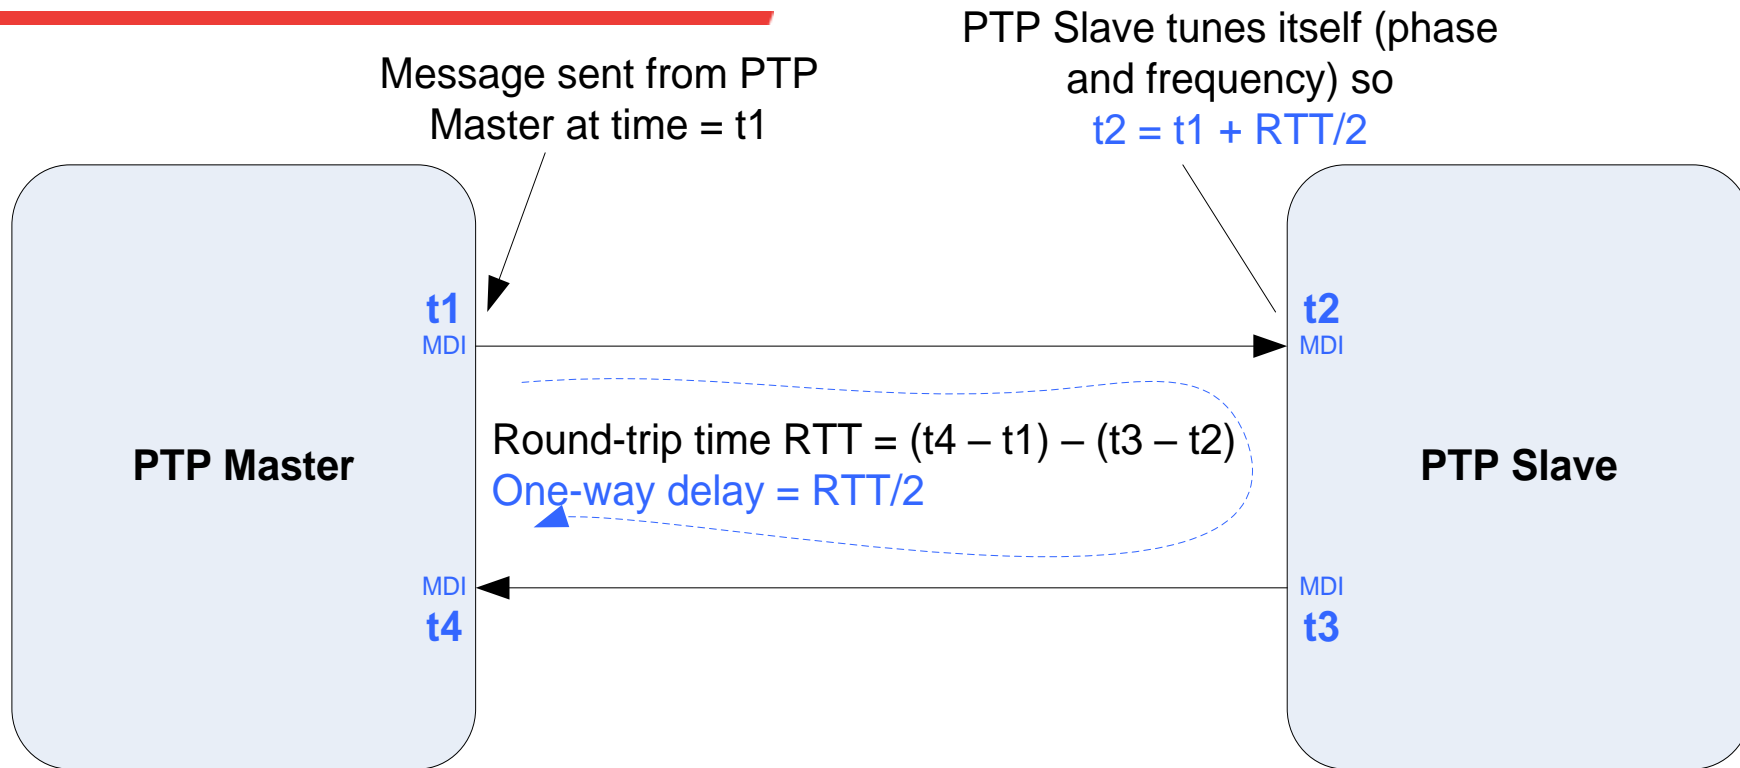 Message sent from PTP
Master at time = t1
PTP Slave tunes itself (phase
and frequency) so
t2 = t1 + RTT/2
t1
MDI
t2
MDI
Round-trip time RTT = (t4 – t1) – (t3 – t2)
One-way delay = RTT/2
PTP Master
PTP Slave
MDI
t4
MDI
t3